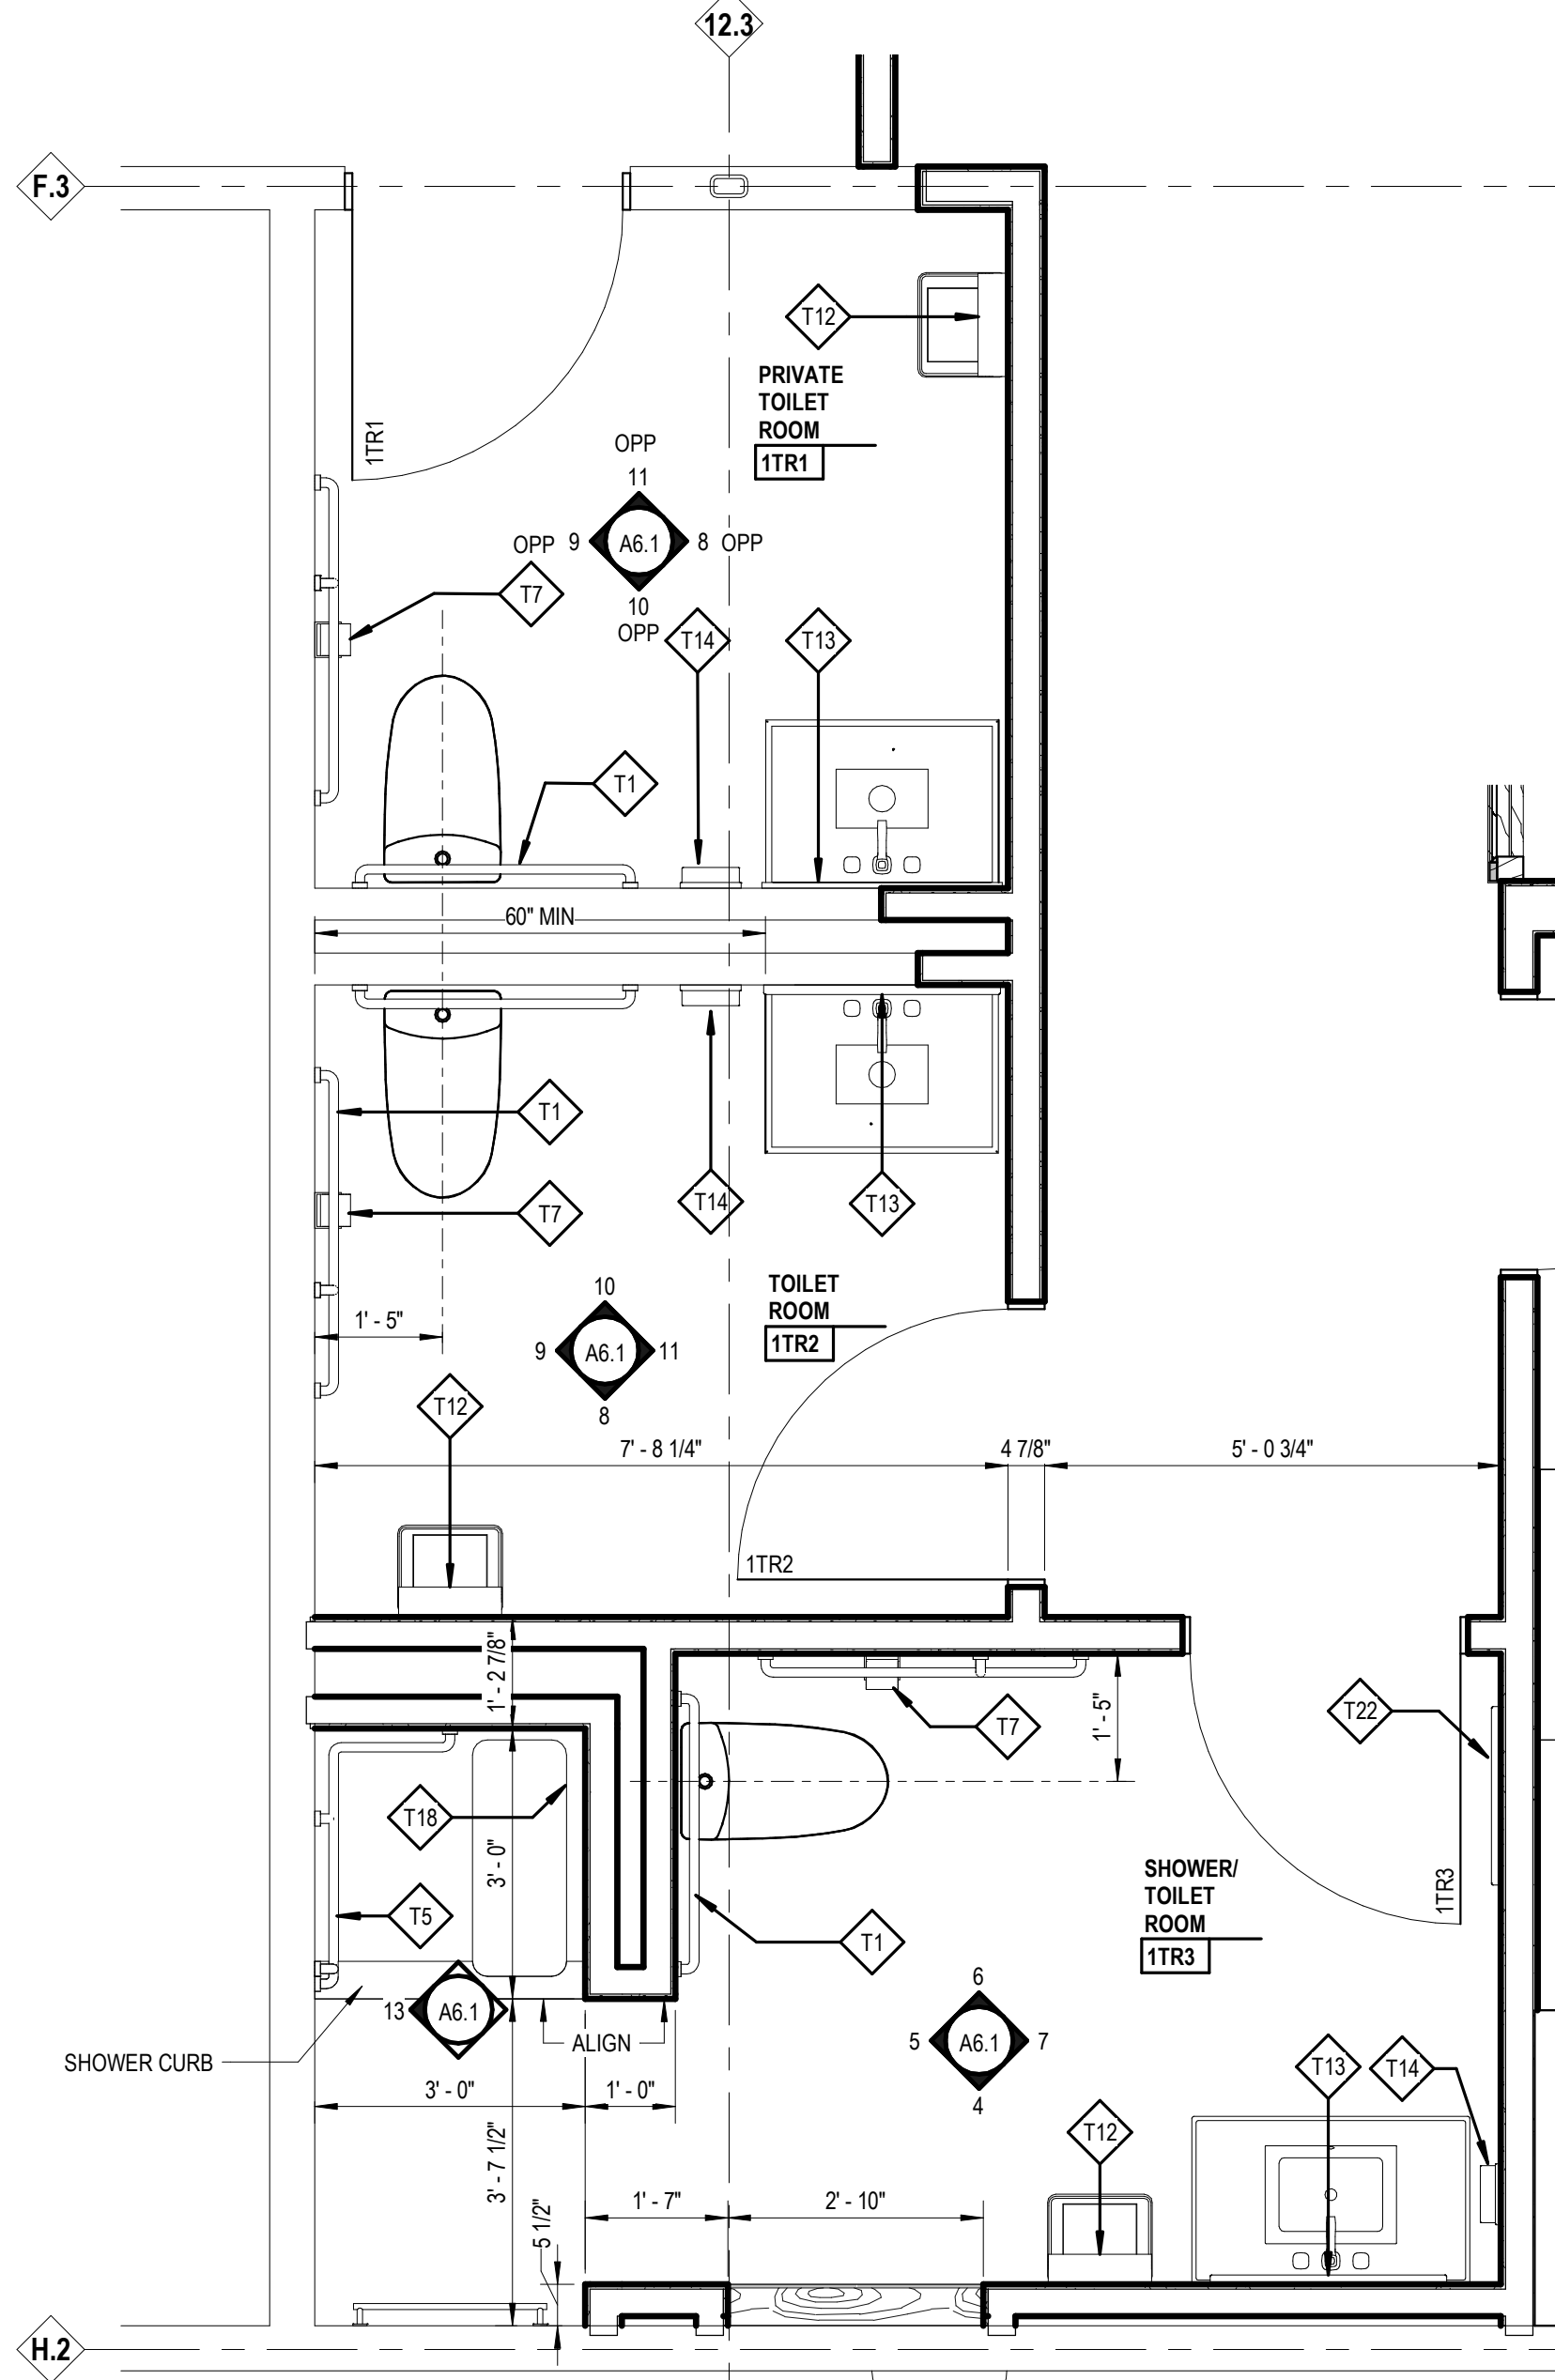 12.3
F.3
T12
PRIVATE
TOILET
ROOM
1TR1
1TR1
OPP
11
OPP 9 A6.1 8 OPP
10
OPP
T7
T14
T13
T1
60" MIN
T1
T7
T14
T13
TOILET
ROOM
1TR2
10
9 A6.1 11
8
1' - 5"
T12
7' - 8 1/4"
4 7/8"
5' - 0 3/4"
1TR2
1' - 2 7/8"
T7
1' - 5"
T22
T18
3' - 0"
T5
T1
SHOWER/
TOILET
ROOM
1TR3
1TR3
13 A6.1
ALIGN
SHOWER CURB
6
5 A6.1 7
4
T13
T14
3' - 0"
1' - 0"
T12
3' - 7 1/2"
1' - 7"
2' - 10"
5 1/2"
H.2